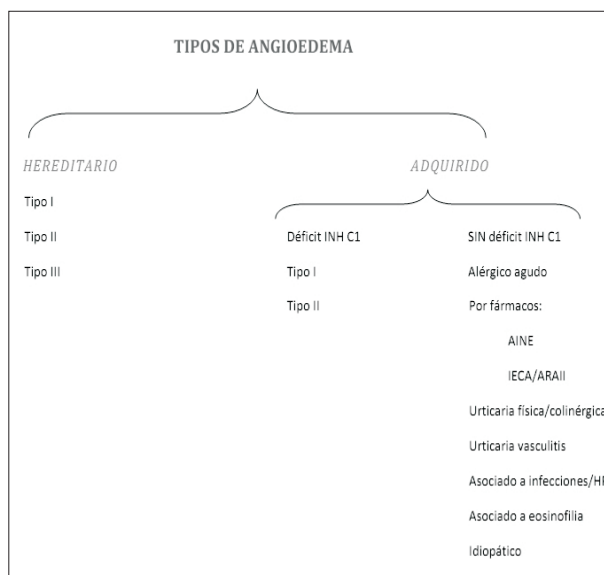 TIPOS DE ANGIOEDEMA
HEREDITARIO
Tipo I
Tipo II
Tipo III
ADQUIRIDO
Déficit INH C1
Tipo I
Tipo II
SIN déficit INH C1
Alérgico agudo
Por fármacos:
AINE
IECA/ARAII
Urticaria física/colinérgica
Urticaria vasculitis
Asociado a infecciones/
Asociado a eosinofilia
Idiopático